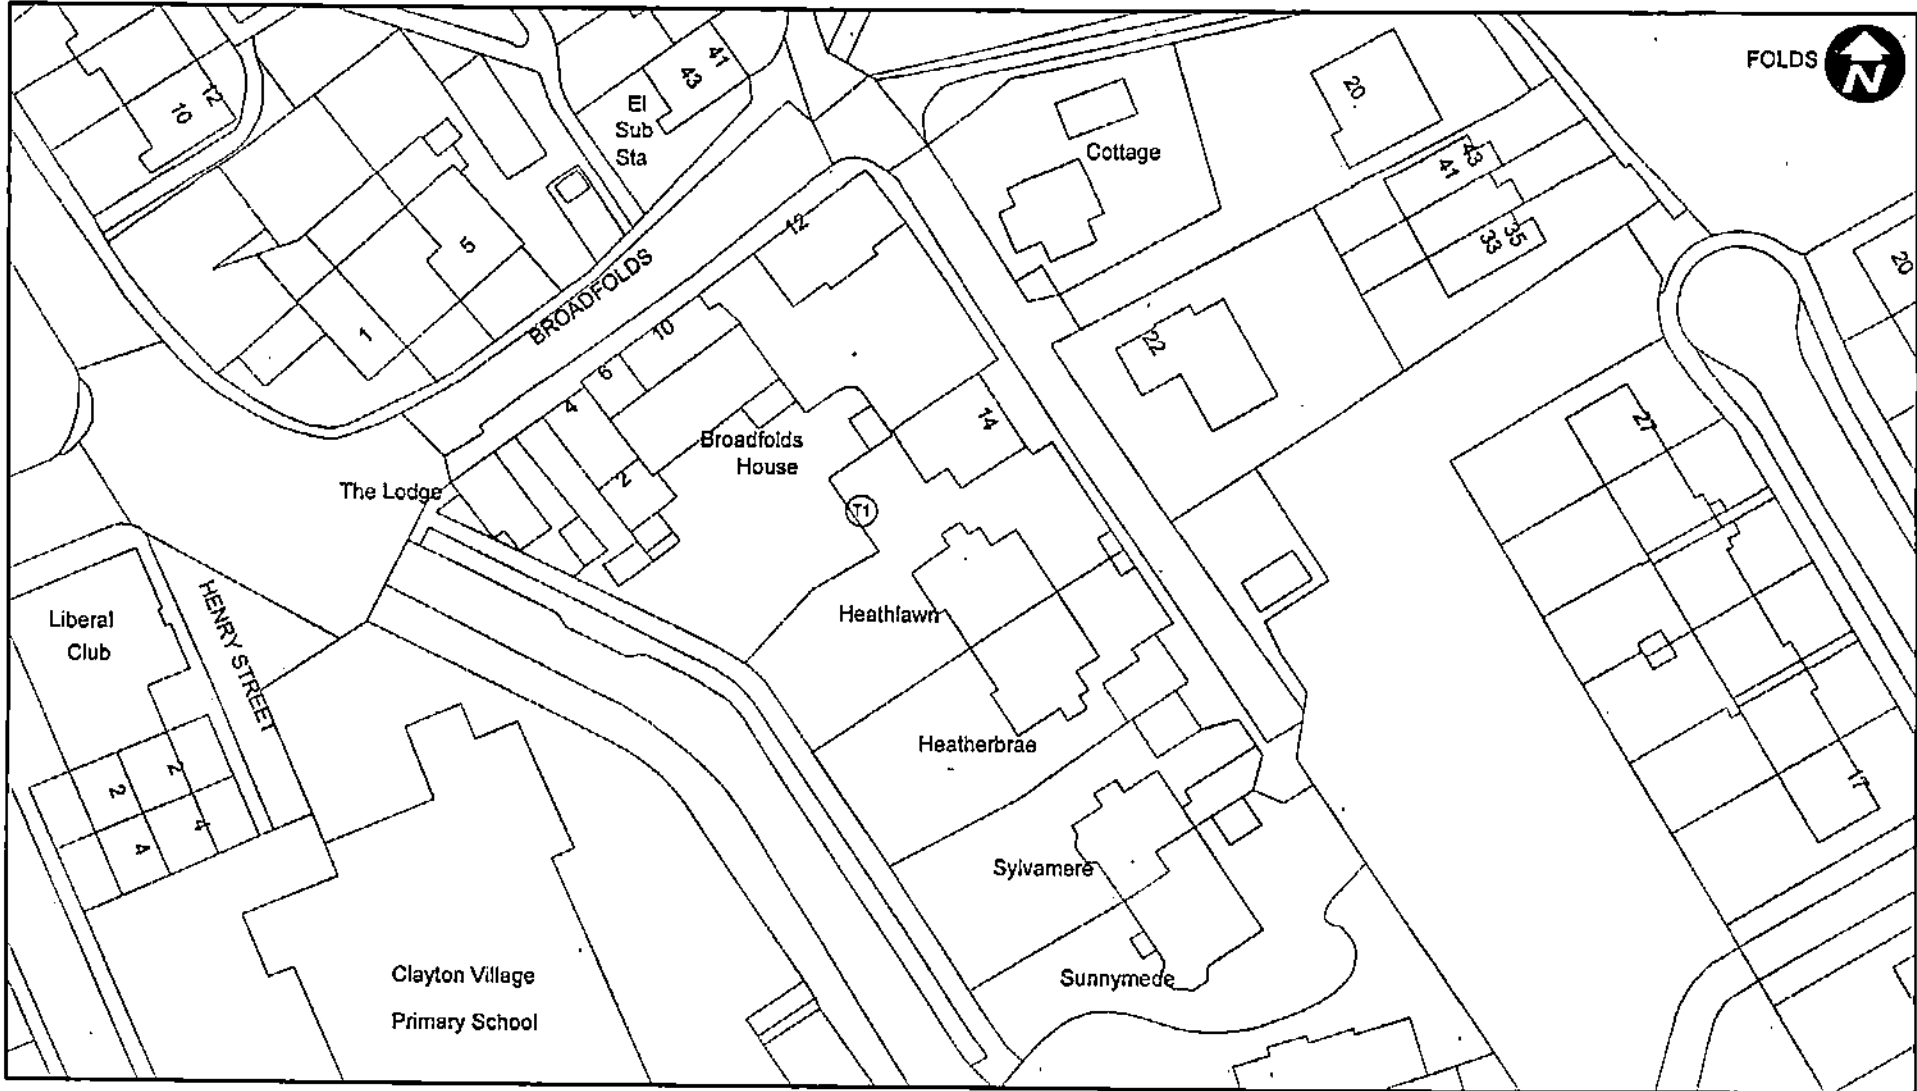 FOLDS
N
12
10
41
43
El
Sub
Sta
5
1
BROADFOLDS
12
10
6
4
2
Broadfolds
House
The Lodge
14
T1
Cottage
20
43
41
35
33
22
20
27
17
Liberal
Club
HENRY STREET
2
2
4
4
Heathlawn
Heatherbrae
Sylvamere
Sunnymede
Clayton Village
Primary School